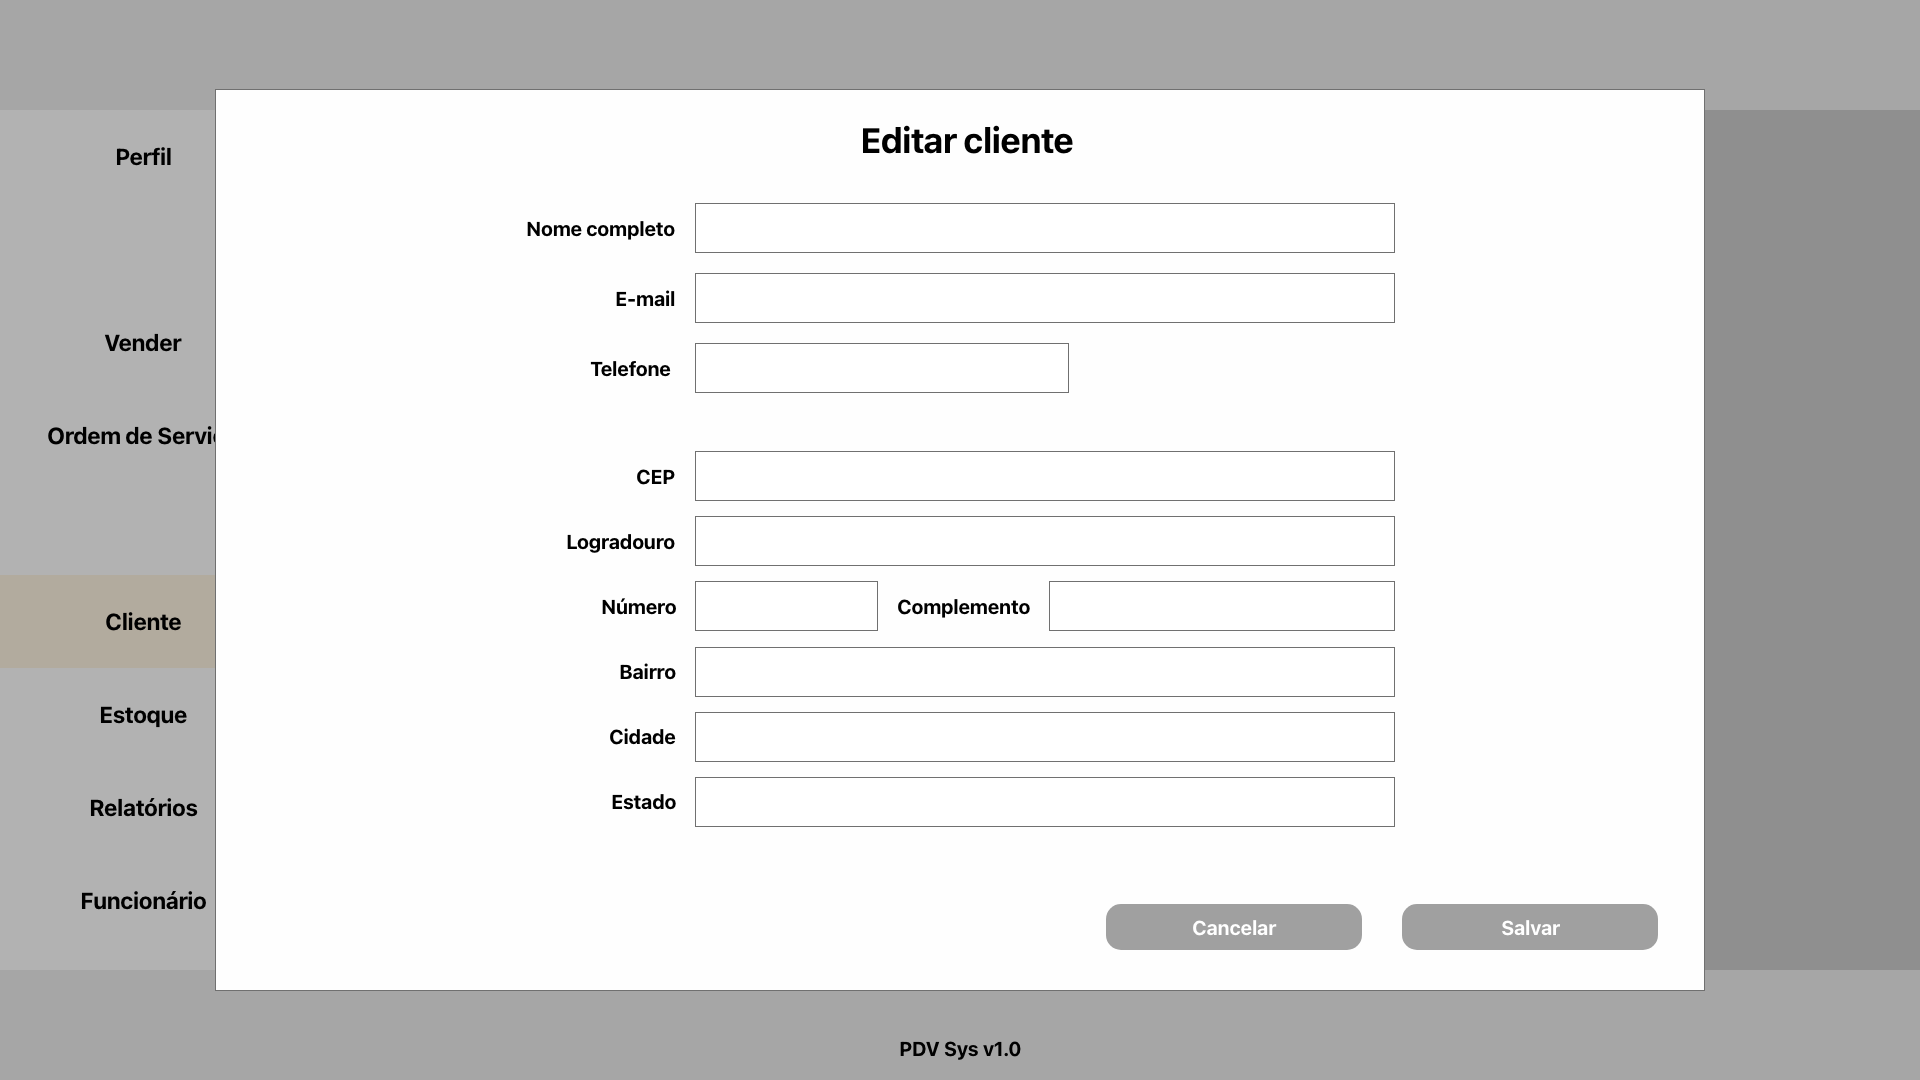 Editar cliente
Perfil
Vender
Ordem de Servi
Cliente
Estoque
Relatórios
Funcionário
Nome completo
E-mail
Telefone
CEP
Logradouro
Número Complemento
Bairro
Cidade
Estado
Cancelar Salvar
PDV Sys v1.0